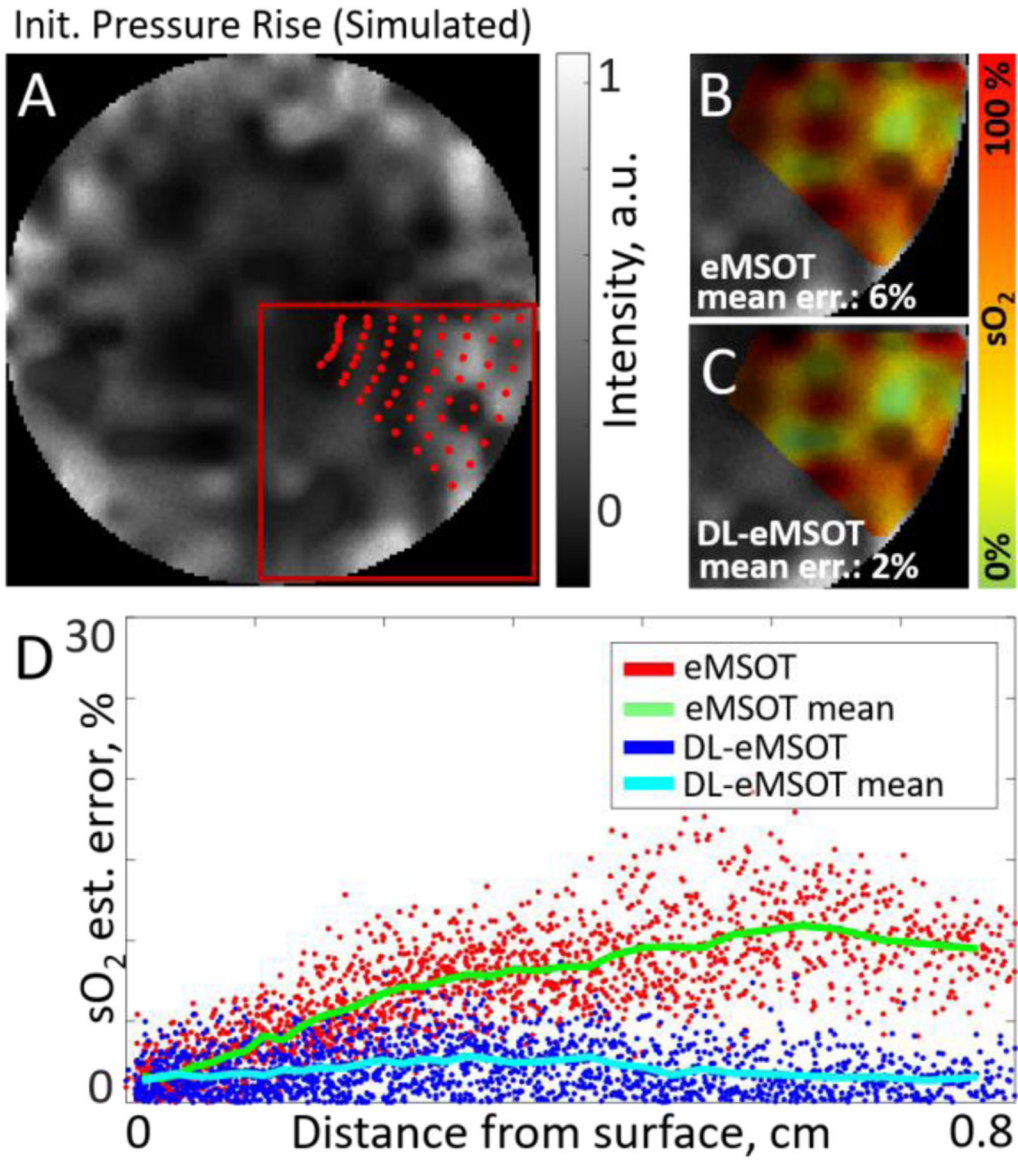 Init. Pressure Rise (Simulated)
A
1
0
Intensity, a.u.
B
eMSOT
mean err.: 6%
C
DL-eMSOT
mean err.: 2%
100 %
sO2
0%
D
30
0
sO2 est. error, %
eMSOT
eMSOT mean
DL-eMSOT
DL-eMSOT mean
0
Distance from surface, cm
0.8